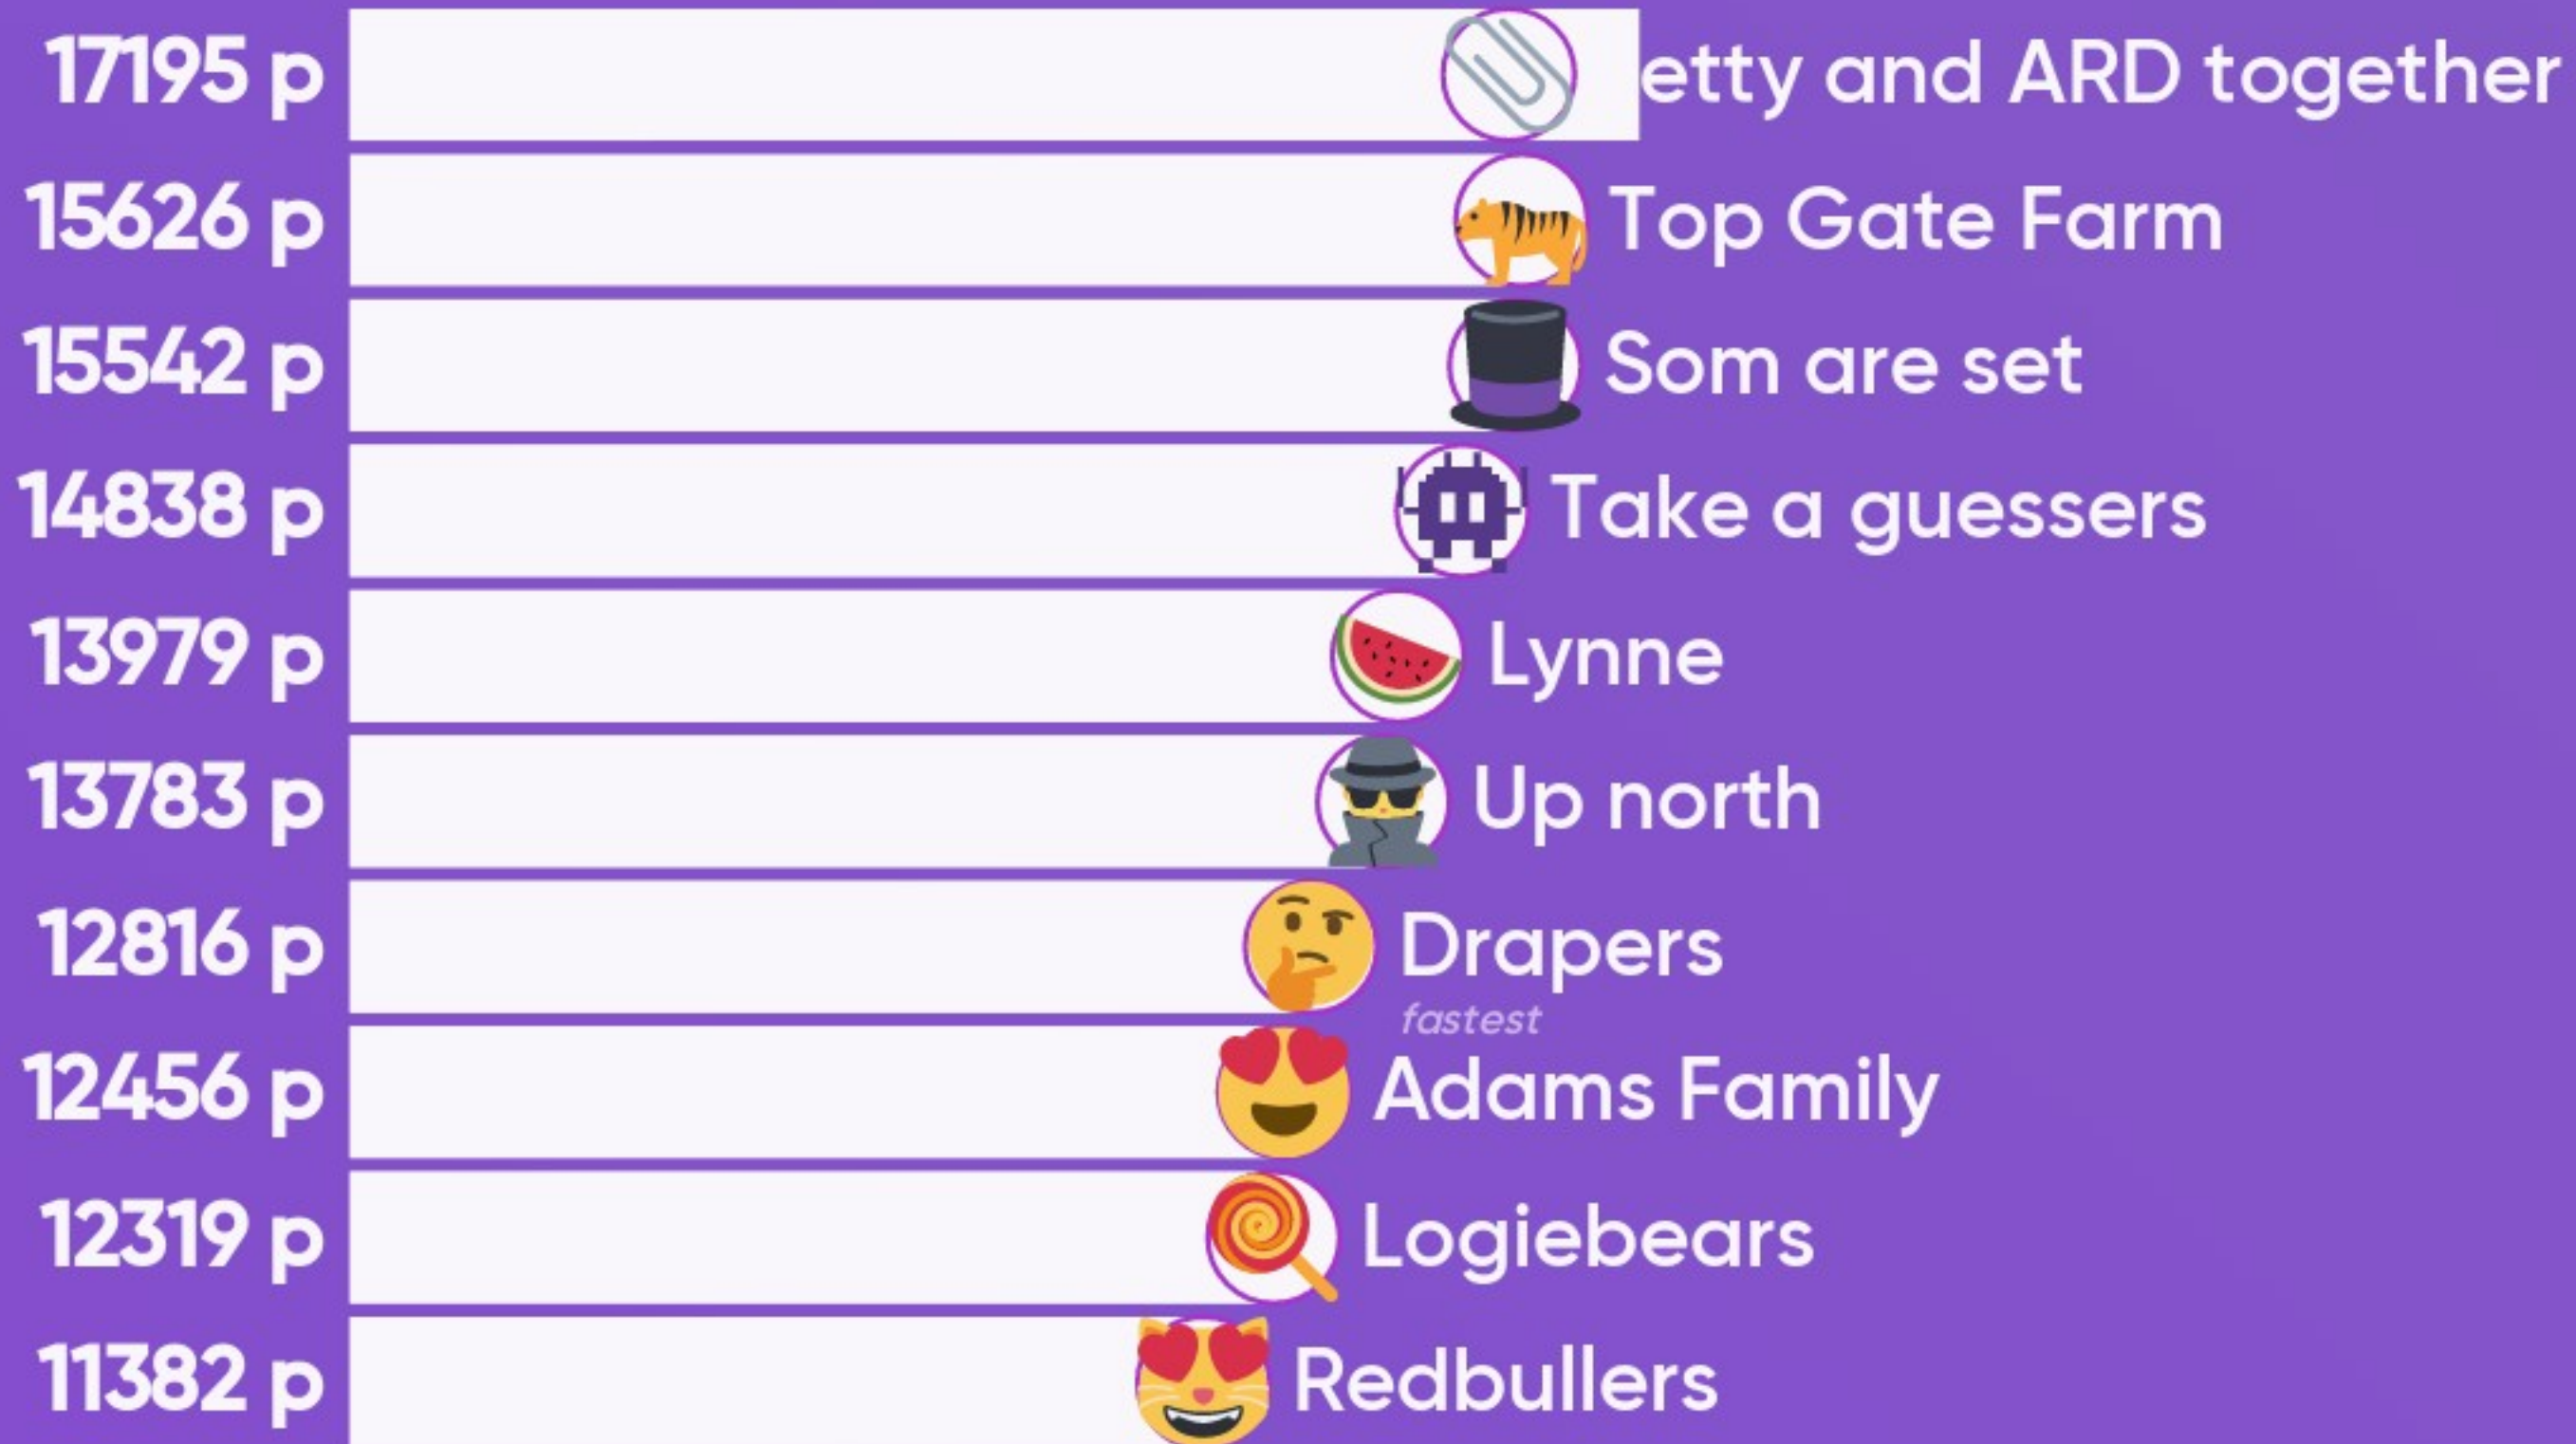 17195 p etty and ARD together
15626 p Top Gate Farm
15542 p Som are set
14838 p Take a guessers
13979 p Lynne
13783 p Up north
12816 p Drapers
fastest
12456 p Adams Family
12319 p Logiebears
11382 p Redbullers